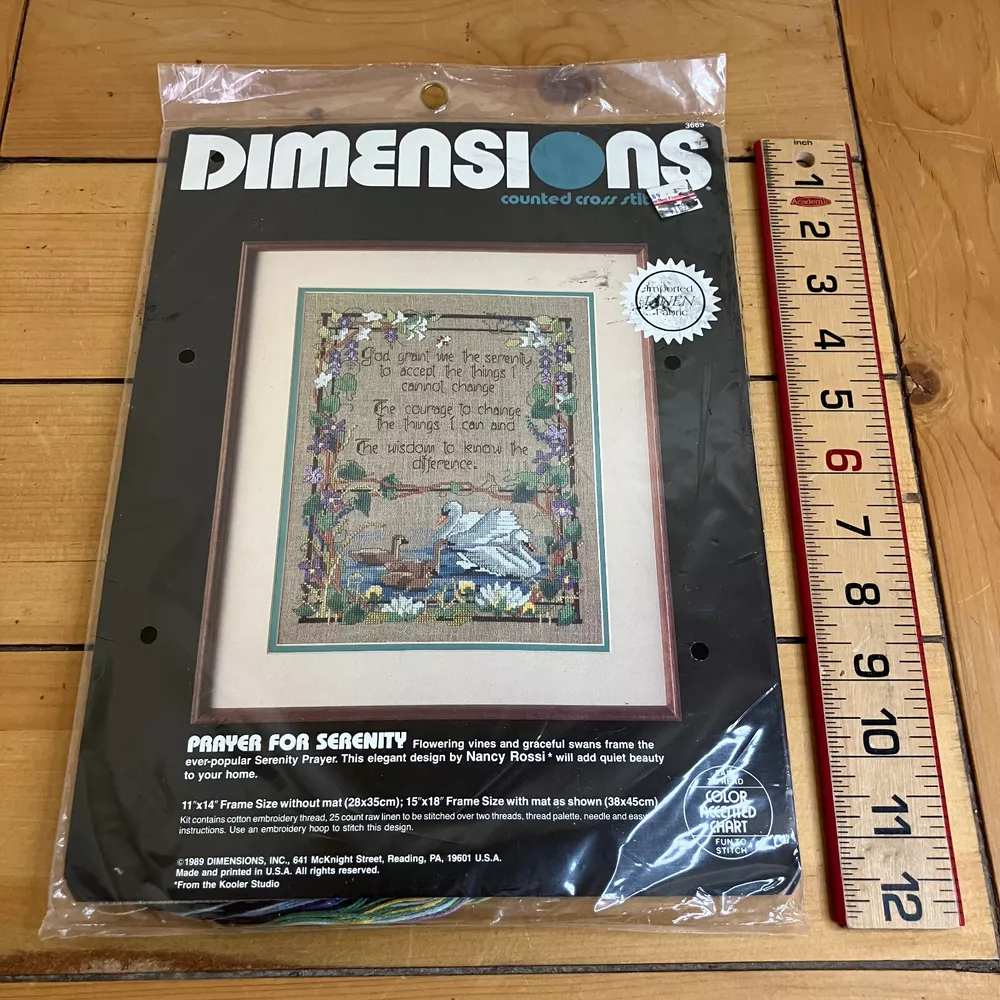 3669
DIMENSIONS
counted cross
Imported
LINEN
Fabric
God grant me the serenity
to accept the things I
cannot change
The courage to change
the things I can and
The wisdom to know the
difference.
PRAYER FOR SERENITY Flowering vines and graceful swans frame the
ever-popular Serenity Prayer. This elegant design by Nancy Rossi* will add quiet beauty
to your home.
11"x14" Frame Size without mat (28x35cm); 15"x18" Frame Size with mat as shown (38x45cm)
Kit contains cotton embroidery thread, 25 count raw linen to be stitched over two threads, thread palette, needle and easy
instructions. Use an embroidery hoop to stitch this design.
©1989 DIMENSIONS, INC., 641 McKnight Street, Reading, PA, 19601 U.S.A.
Made and printed in U.S.A. All rights reserved.
*From the Kooler Studio
READ
COLOR
ACCENTED
CHART
FUN TO
STITCH
inch
1
Academic
2
3
4
5
6
7
8
9
10
11
12